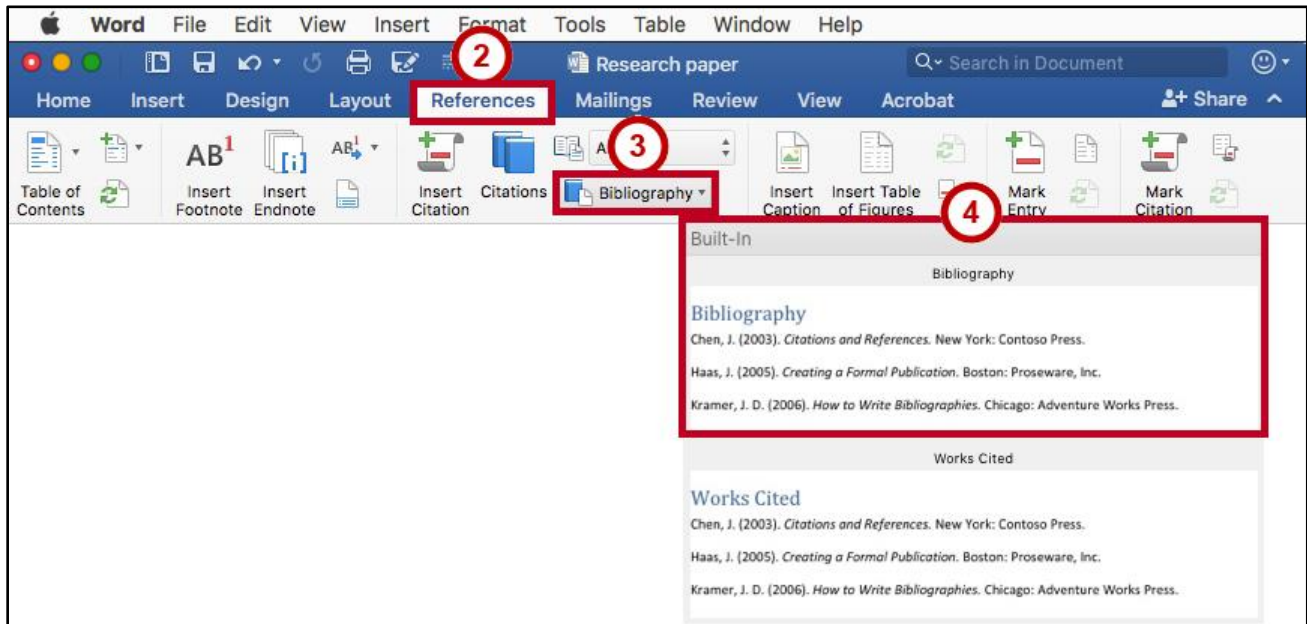 Word File Edit View Insert Format Tools Table Window Help
2
Research paper
Search in Document
Home Insert Design Layout References Mailings Review View Acrobat Share
3
AB1 [i] AB1 A
Table of Contents
Insert Footnote
Insert Endnote
Insert Citation
Citations
Bibliography
Insert Caption
Insert Table of Figures
Mark Entry
Mark Citation
4
Built-In
Bibliography
Bibliography
Chen, J. (2003). Citations and References. New York: Contoso Press.
Haas, J. (2005). Creating a Formal Publication. Boston: Proseware, Inc.
Kramer, J. D. (2006). How to Write Bibliographies. Chicago: Adventure Works Press.
Works Cited
Works Cited
Chen, J. (2003). Citations and References. New York: Contoso Press.
Haas, J. (2005). Creating a Formal Publication. Boston: Proseware, Inc.
Kramer, J. D. (2006). How to Write Bibliographies. Chicago: Adventure Works Press.